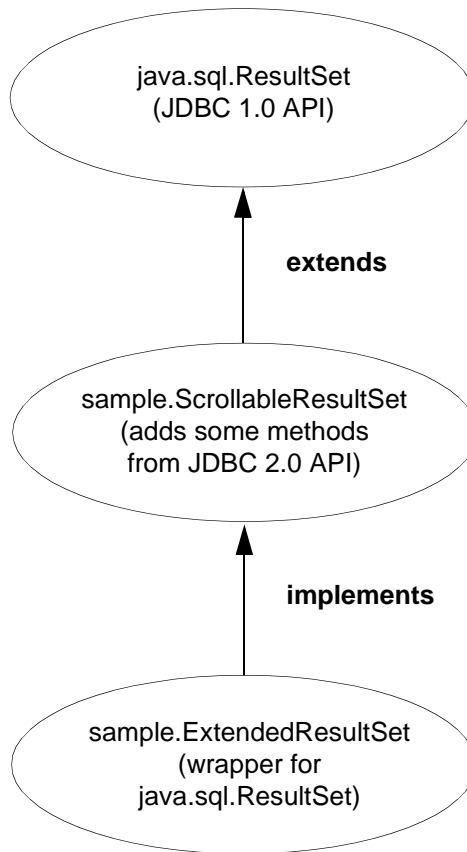 java.sql.ResultSet
(JDBC 1.0 API)
extends
sample.ScrollableResultSet
(adds some methods
from JDBC 2.0 API)
implements
sample.ExtendedResultSet
(wrapper for
java.sql.ResultSet)